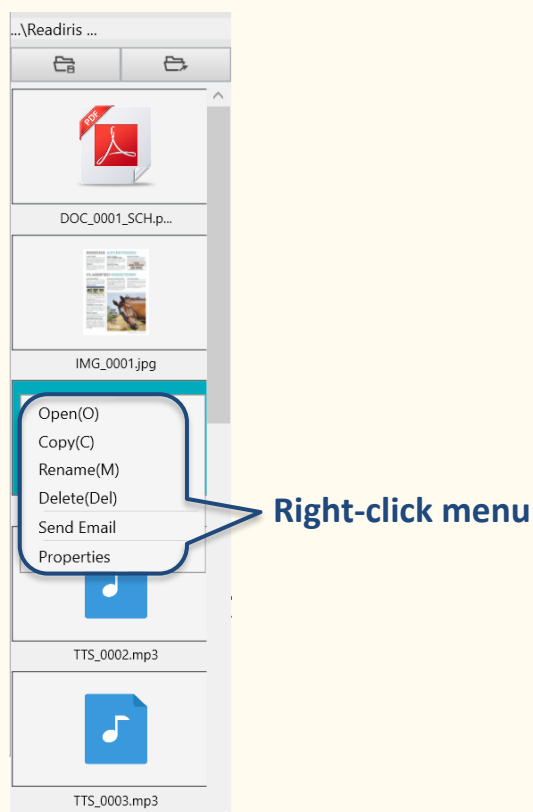 ...\Readiris ...
PDF
DOC_0001_SCH.p...
IMG_0001.jpg
Open(O)
Copy(C)
Rename(M)
Delete(Del)
Send Email
Properties
Right-click menu
TTS_0002.mp3
TTS_0003.mp3